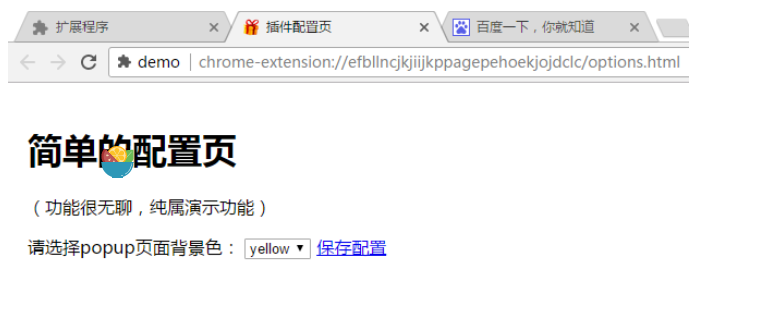 扩展程序 插件配置页 百度一下，你就知道
demo chrome-extension://efbllncjkjiijkppagepehoekjojdclc/options.html
简单的配置页
（功能很无聊，纯属演示功能）
请选择popup页面背景色： yellow 保存配置